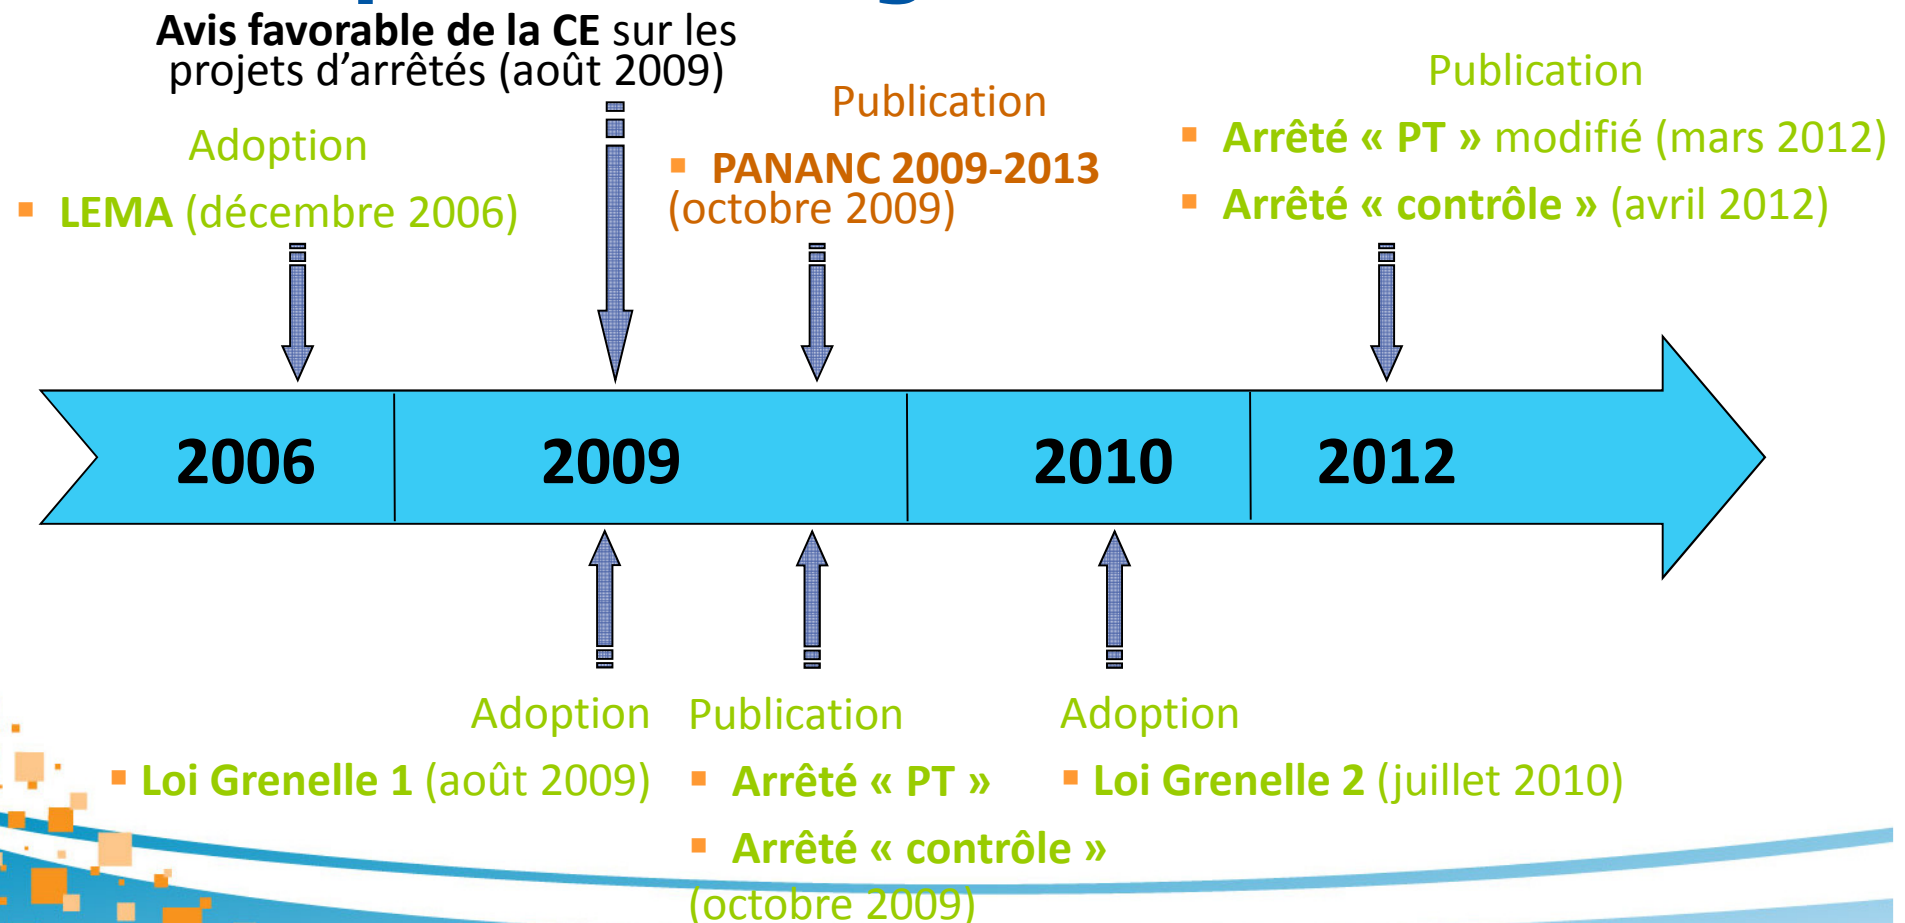 Avis favorable de la CE sur les
projets d'arrêtés (août 2009)
Adoption
▪ LEMA (décembre 2006)
Publication
▪ PANANC 2009-2013
(octobre 2009)
Publication
▪ Arrêté « PT » modifié (mars 2012)
▪ Arrêté « contrôle » (avril 2012)
2006
2009
2010
2012
Adoption
▪ Loi Grenelle 1 (août 2009)
Publication
▪ Arrêté « PT »
▪ Arrêté « contrôle »
(octobre 2009)
Adoption
▪ Loi Grenelle 2 (juillet 2010)